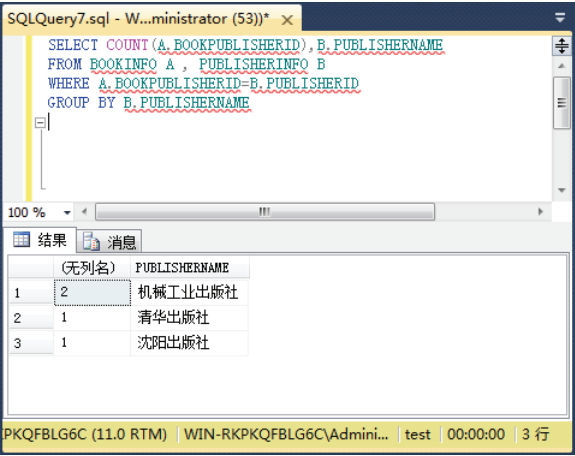 SQLQuery7.sql - W...ministrator (53))*
SELECT COUNT(A.BOOKPUBLISHERID),B.PUBLISHERNAME
FROM BOOKINFO A , PUBLISHERINFO B
WHERE A.BOOKPUBLISHERID=B.PUBLISHERID
GROUP BY B.PUBLISHERNAME
100 %
结果 消息
(无列名) PUBLISHERNAME
1 2 机械工业出版社
2 1 清华出版社
3 1 沈阳出版社
KPKQFBLG6C (11.0 RTM) WIN-RKPKQFBLG6C\Admini... test 00:00:00 3 行